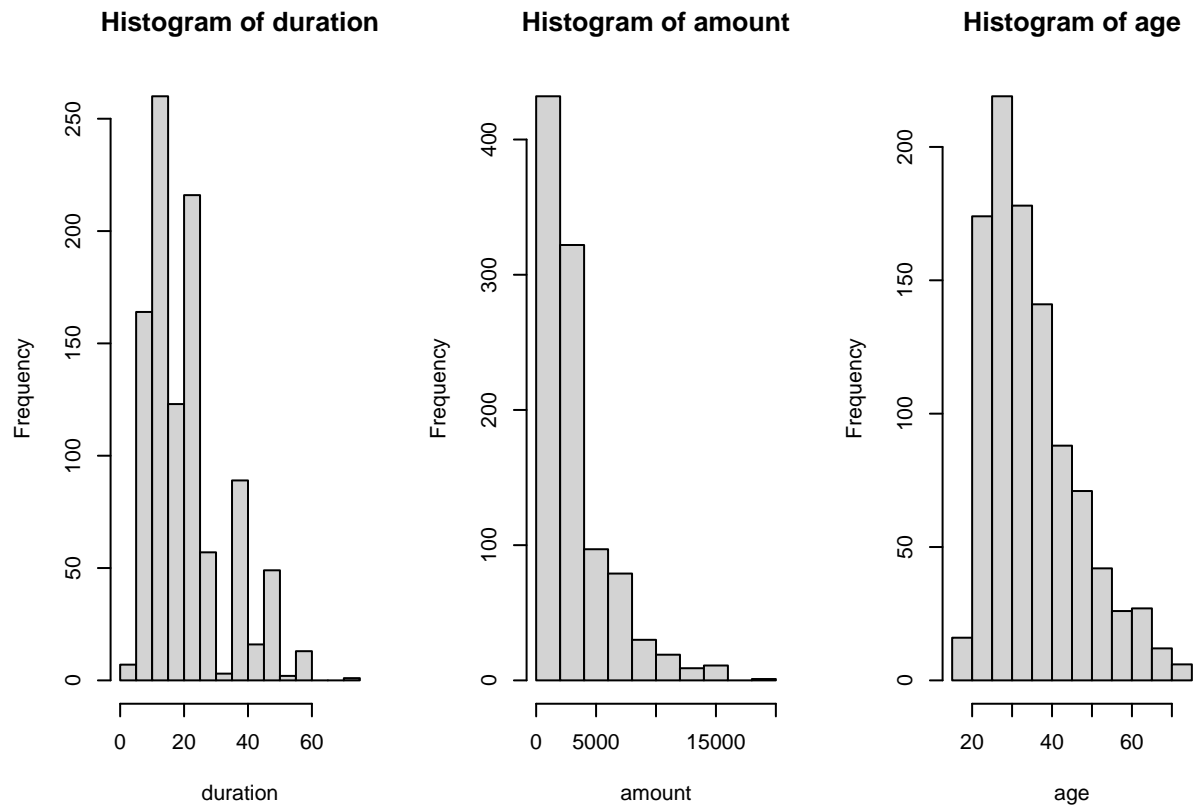 Histogram of duration
Frequency
250
200
150
100
50
0
0 20 40 60
duration
Histogram of amount
Frequency
400
300
200
100
0
0 5000 15000
amount
Histogram of age
Frequency
200
150
100
50
0
20 40 60
age